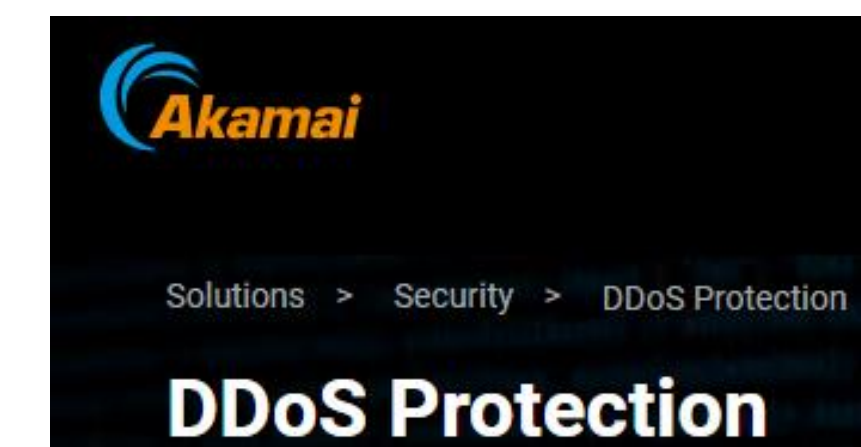 Akamai
Solutions > Security > DDoS Protection
DDoS Protection